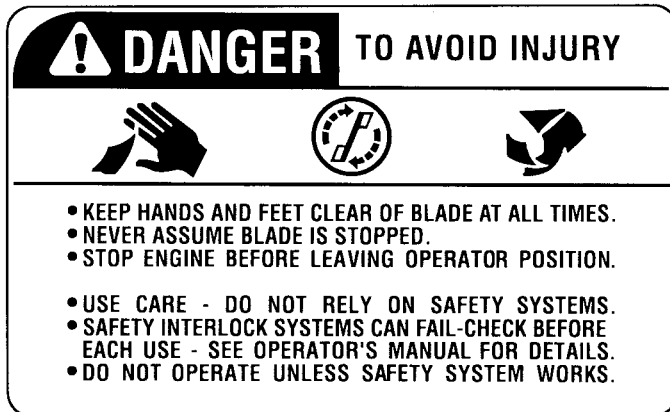 DANGER TO AVOID INJURY
• KEEP HANDS AND FEET CLEAR OF BLADE AT ALL TIMES.
• NEVER ASSUME BLADE IS STOPPED.
• STOP ENGINE BEFORE LEAVING OPERATOR POSITION.
• USE CARE - DO NOT RELY ON SAFETY SYSTEMS.
• SAFETY INTERLOCK SYSTEMS CAN FAIL-CHECK BEFORE
EACH USE - SEE OPERATOR'S MANUAL FOR DETAILS.
• DO NOT OPERATE UNLESS SAFETY SYSTEM WORKS.